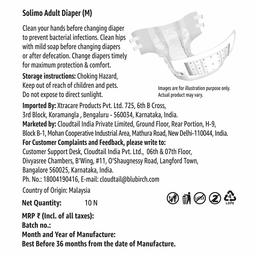 Solimo Adult Diaper (M)
Clean your hands before changing diaper
to prevent bacterial infections. Clean hips
with mild soap before changing diapers
or after defecation. Change diapers timely
for maximum protection & comfort.
Storage instructions: Choking Hazard,
Keep out of reach of children and pets.
Do not expose to direct sunlight.
Images are for illustration purpose only.
Actual product may vary.
Imported By: Xtracare Products Pvt. Ltd. 725, 6th B Cross,
3rd Block, Koramangla , Bengaluru - 560034, Karnataka, India.
Marketed by: Cloudtail India Private Limited, Ground Floor, Rear Portion, H-9,
Block B-1, Mohan Cooperative Industrial Area, Mathura Road, New Delhi-110044, India.
For Customer Complaints and Feedback, please write to:
Customer Support Desk, Cloudtail India Pvt. Ltd. , 06th & 07th Floor,
Divyasree Chambers, B'Wing, #11, O'Shaugnessy Road, Langford Town,
Bangalore 560025, Karnataka, India.
Ph. No.: 18004190416, E-mail: cloudtail@blubirch.com
Country of Origin: Malaysia
Net Quantity: 10 N
MRP ₹ (Incl. of all taxes):
Batch no.:
Month and Year of Manufacture:
Best Before 36 months from the date of Manufacture.